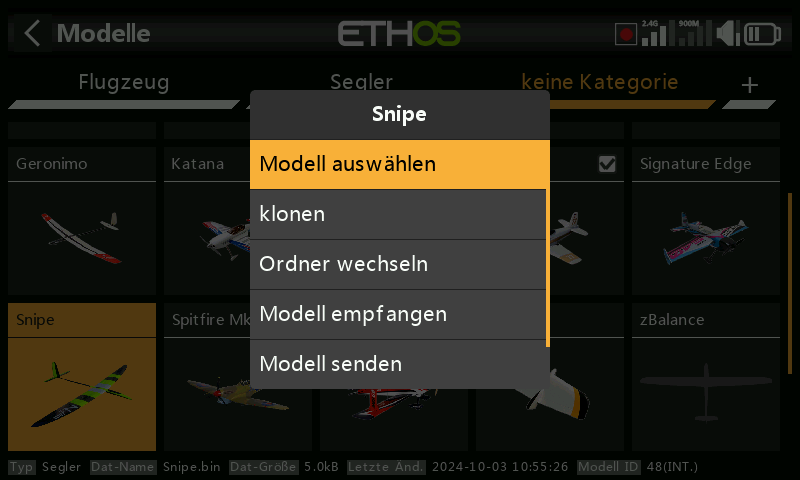 Modelle
ETHOS
2.4G 900M
Flugzeug Segler keine Kategorie +
Snipe
Geronimo Katana Signature Edge
Modell auswählen
klonen
Ordner wechseln
Modell empfangen
Modell senden
Snipe Spitfire Mk zBalance
Typ Segler Dat-Name Snipe.bin Dat-Größe 5.0kB Letzte Änd. 2024-10-03 10:55:26 Modell ID 48(INT.)